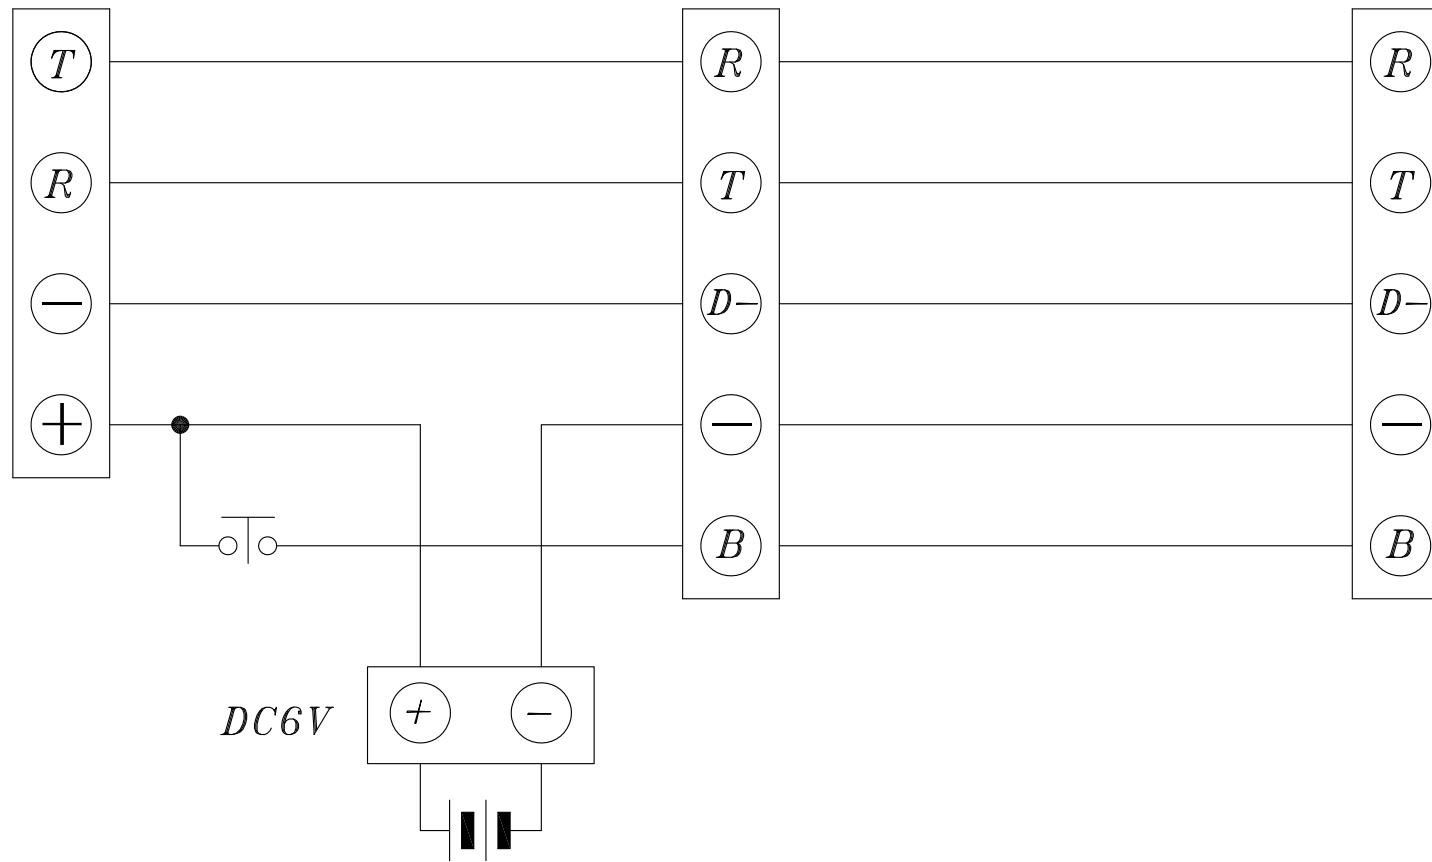 T R R
R T T
− D− D−
+ − −
B B
DC6V + −